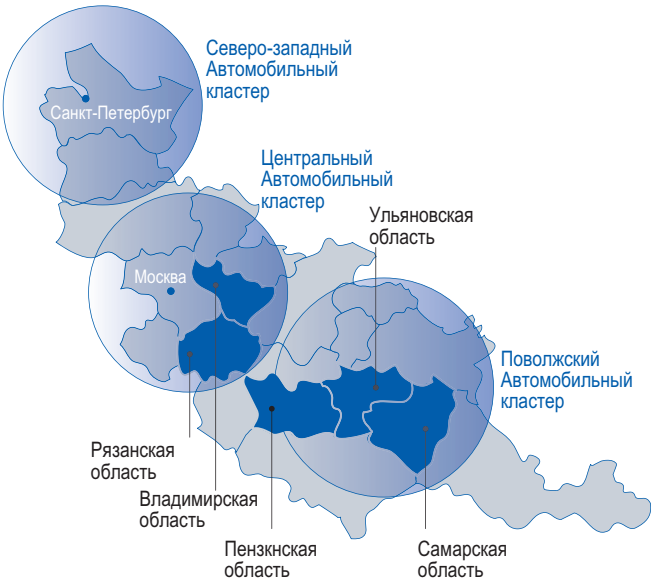 Северо-западный
Автомобильный
кластер
Санкт-Петербург
Центральный
Автомобильный
кластер
Ульяновская
область
Москва
Поволжский
Автомобильный
кластер
Рязанская
область
Владимирская
область
Пензкнская
область
Самарская
область